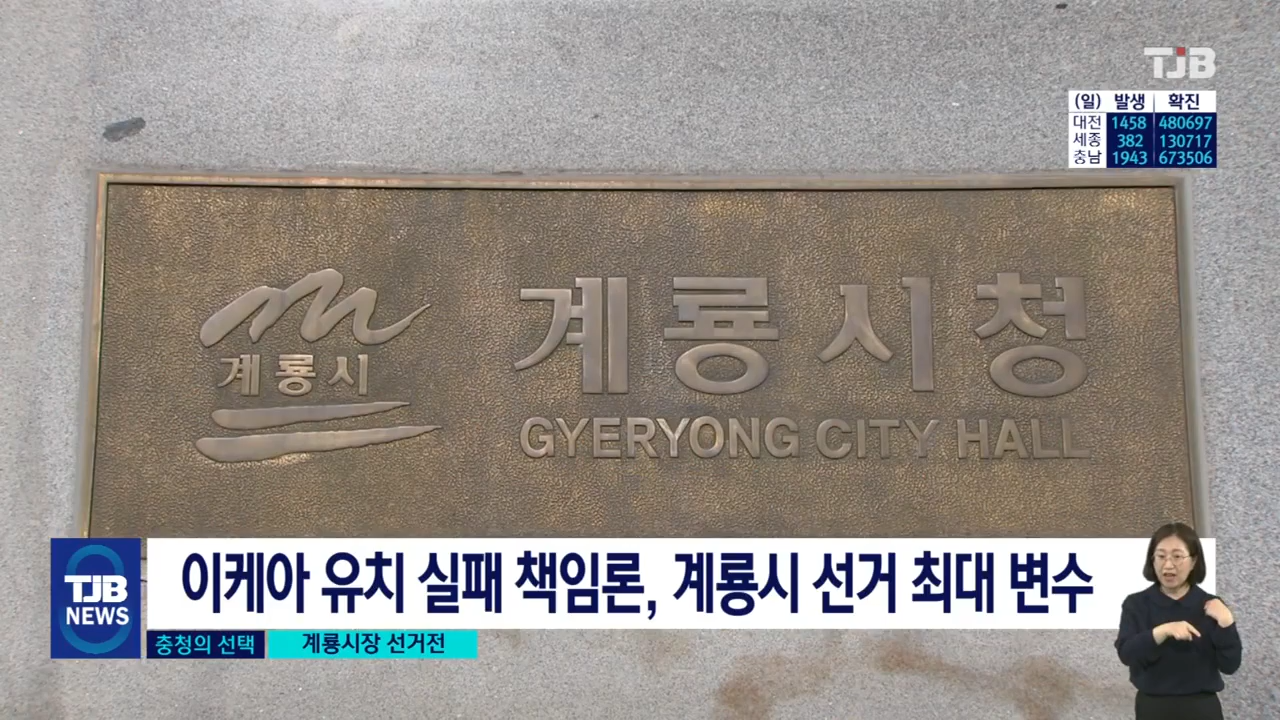 TJB
(일) 발생 확진
대전 1458 480697
세종 382 130717
충남 1943 673506
계룡시
계룡시청
GYERYONG CITY HALL
TJB
NEWS
이케아 유치 실패 책임론, 계룡시 선거 최대 변수
충청의 선택 계룡시장 선거전